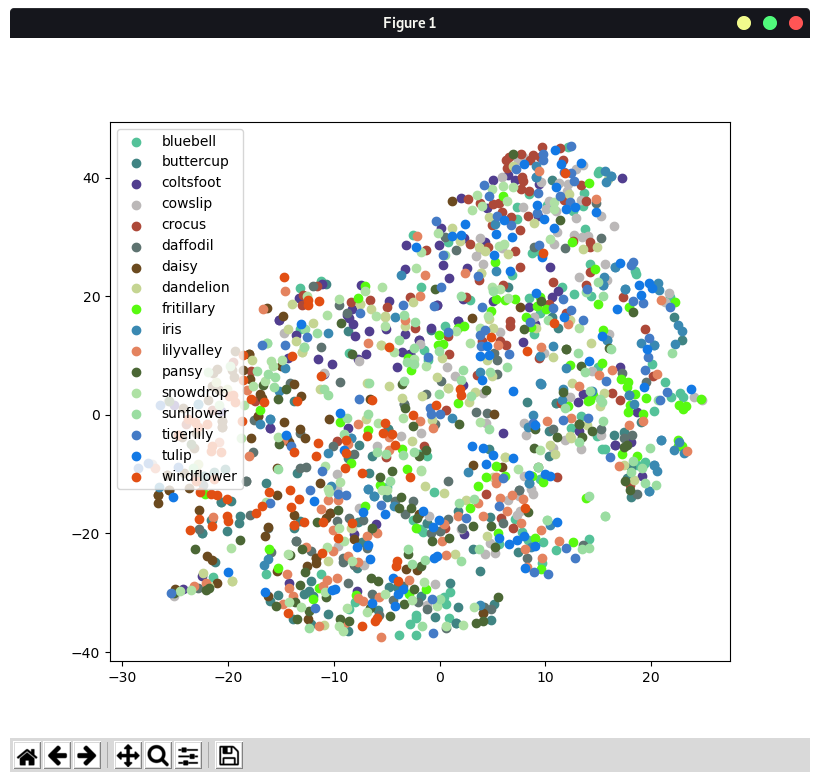 Figure 1
bluebell
buttercup
coltsfoot
cowslip
crocus
daffodil
daisy
dandelion
fritillary
iris
lilyvalley
pansy
snowdrop
sunflower
tigerlily
tulip
windflower
40
20
0
−20
−40
−30 −20 −10 0 10 20